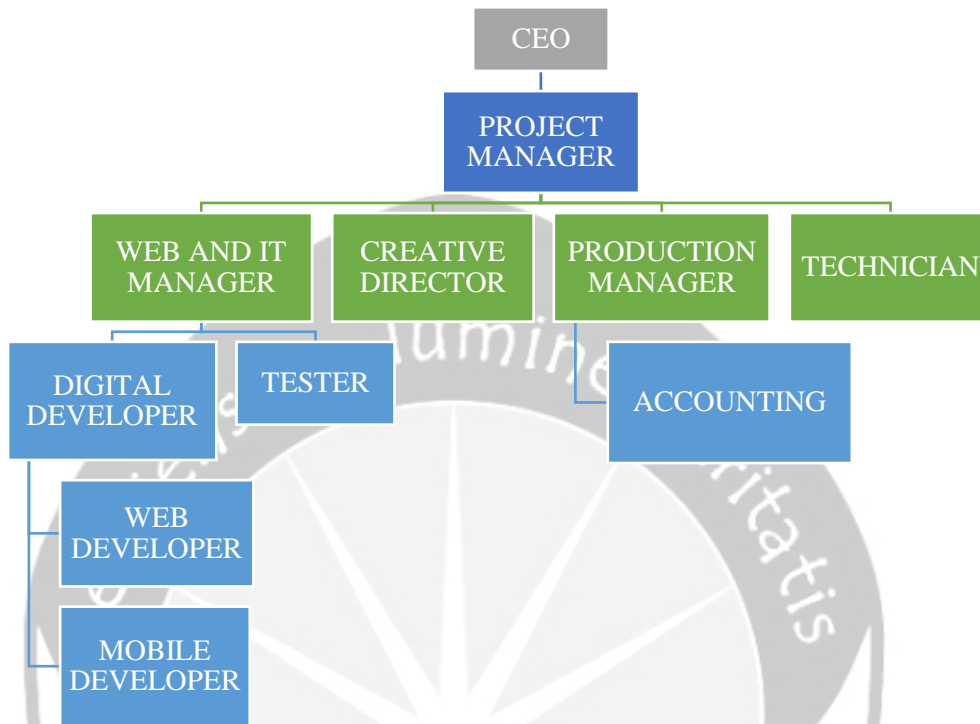 CEO
PROJECT
MANAGER
WEB AND IT
MANAGER
CREATIVE
DIRECTOR
PRODUCTION
MANAGER
TECHNICIAN
DIGITAL
DEVELOPER
TESTER
ACCOUNTING
WEB
DEVELOPER
MOBILE
DEVELOPER
lumine